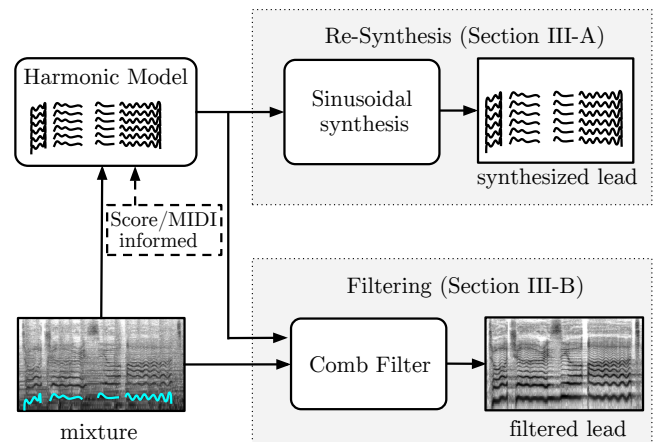 Re-Synthesis (Section III-A)
Harmonic Model
Sinusoidal
synthesis
synthesized lead
Score/MIDI
informed
Filtering (Section III-B)
Comb Filter
mixture
filtered lead